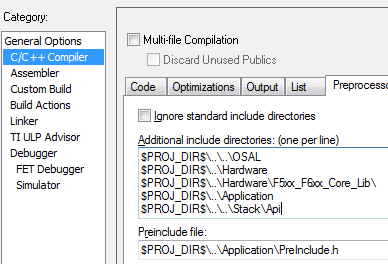 Category:
General Options
C/C++ Compiler
Assembler
Custom Build
Build Actions
Linker
TI ULP Advisor
Debugger
FET Debugger
Simulator
Multi-file Compilation
Discard Unused Publics
Code Optimizations Output List Preprocess
Ignore standard include directories
Additional include directories: (one per line)
$PROJ_DIR$\..\..\OSAL
$PROJ_DIR$\..\Hardware
$PROJ_DIR$\..\Hardware\F5xx_F6xx_Core_Lib\
$PROJ_DIR$\..\Application
$PROJ_DIR$\..\..\Stack\Api
Preinclude file:
$PROJ_DIR$\..\Application\PreInclude.h